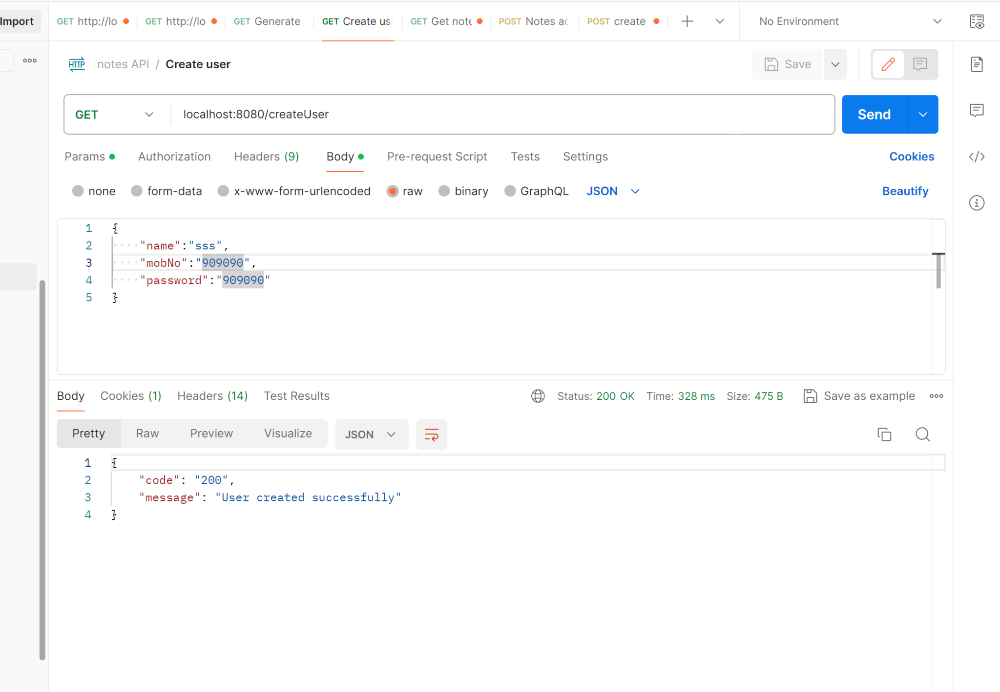 Import
GET http://lo
GET http://lo
GET Generate
GET Create us
GET Get note
POST Notes ac
POST create
No Environment
HTTP
notes API / Create user
Save
GET
localhost:8080/createUser
Send
Params
Authorization
Headers (9)
Body
Pre-request Script
Tests
Settings
Cookies
none
form-data
x-www-form-urlencoded
raw
binary
GraphQL
JSON
Beautify
1 {
2 "name":"sss",
3 "mobNo":"909090",
4 "password":"909090"
5 }
Body
Cookies (1)
Headers (14)
Test Results
Status: 200 OK
Time: 328 ms
Size: 475 B
Save as example
Pretty
Raw
Preview
Visualize
JSON
1 {
2 "code": "200",
3 "message": "User created successfully"
4 }